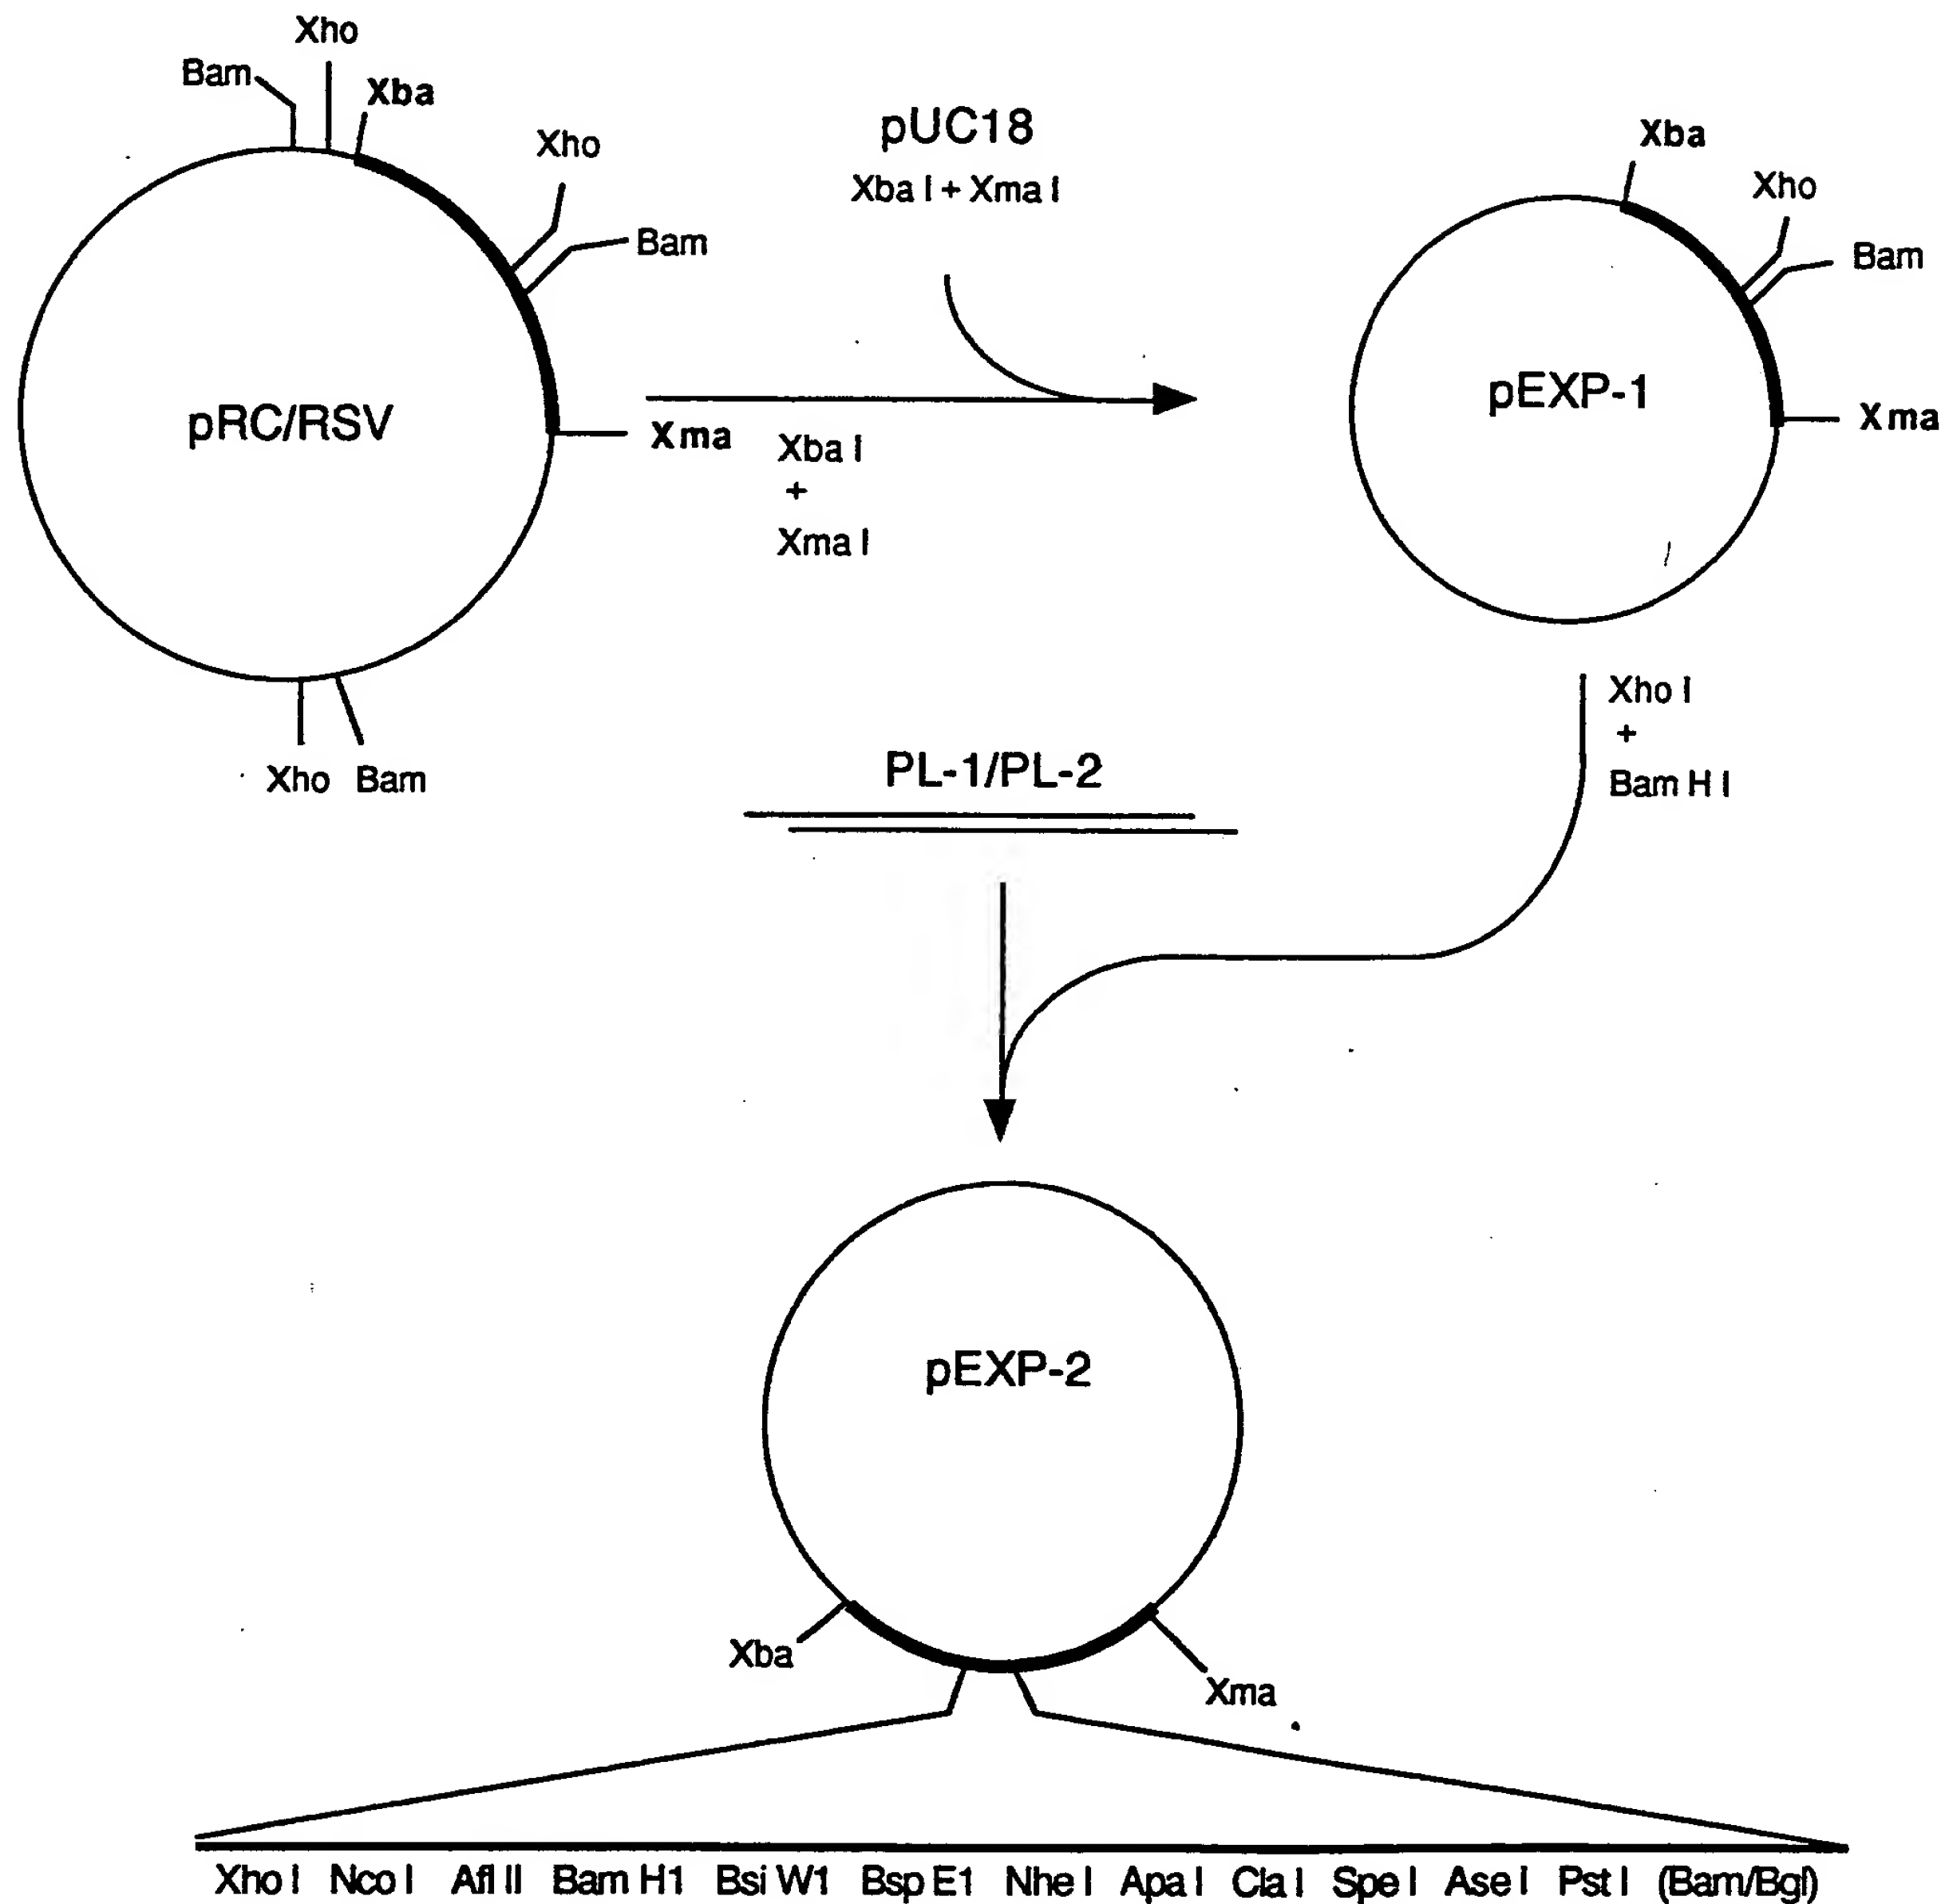 Xho
Bam
Xba
Xho
Bam
pRC/RSV
Xma
Xba I
+
Xma I
Xho Bam
pUC18
Xba I + Xma I
Xba
Xho
Bam
pEXP-1
Xma
Xho I
+
Bam H I
PL-1/PL-2
pEXP-2
Xba
Xma
Xho I Nco I Afl II Bam H1 Bsi W1 Bsp E1 Nhe I Apa I Cla I Spe I Ase I Pst I (Bam/Bgl)